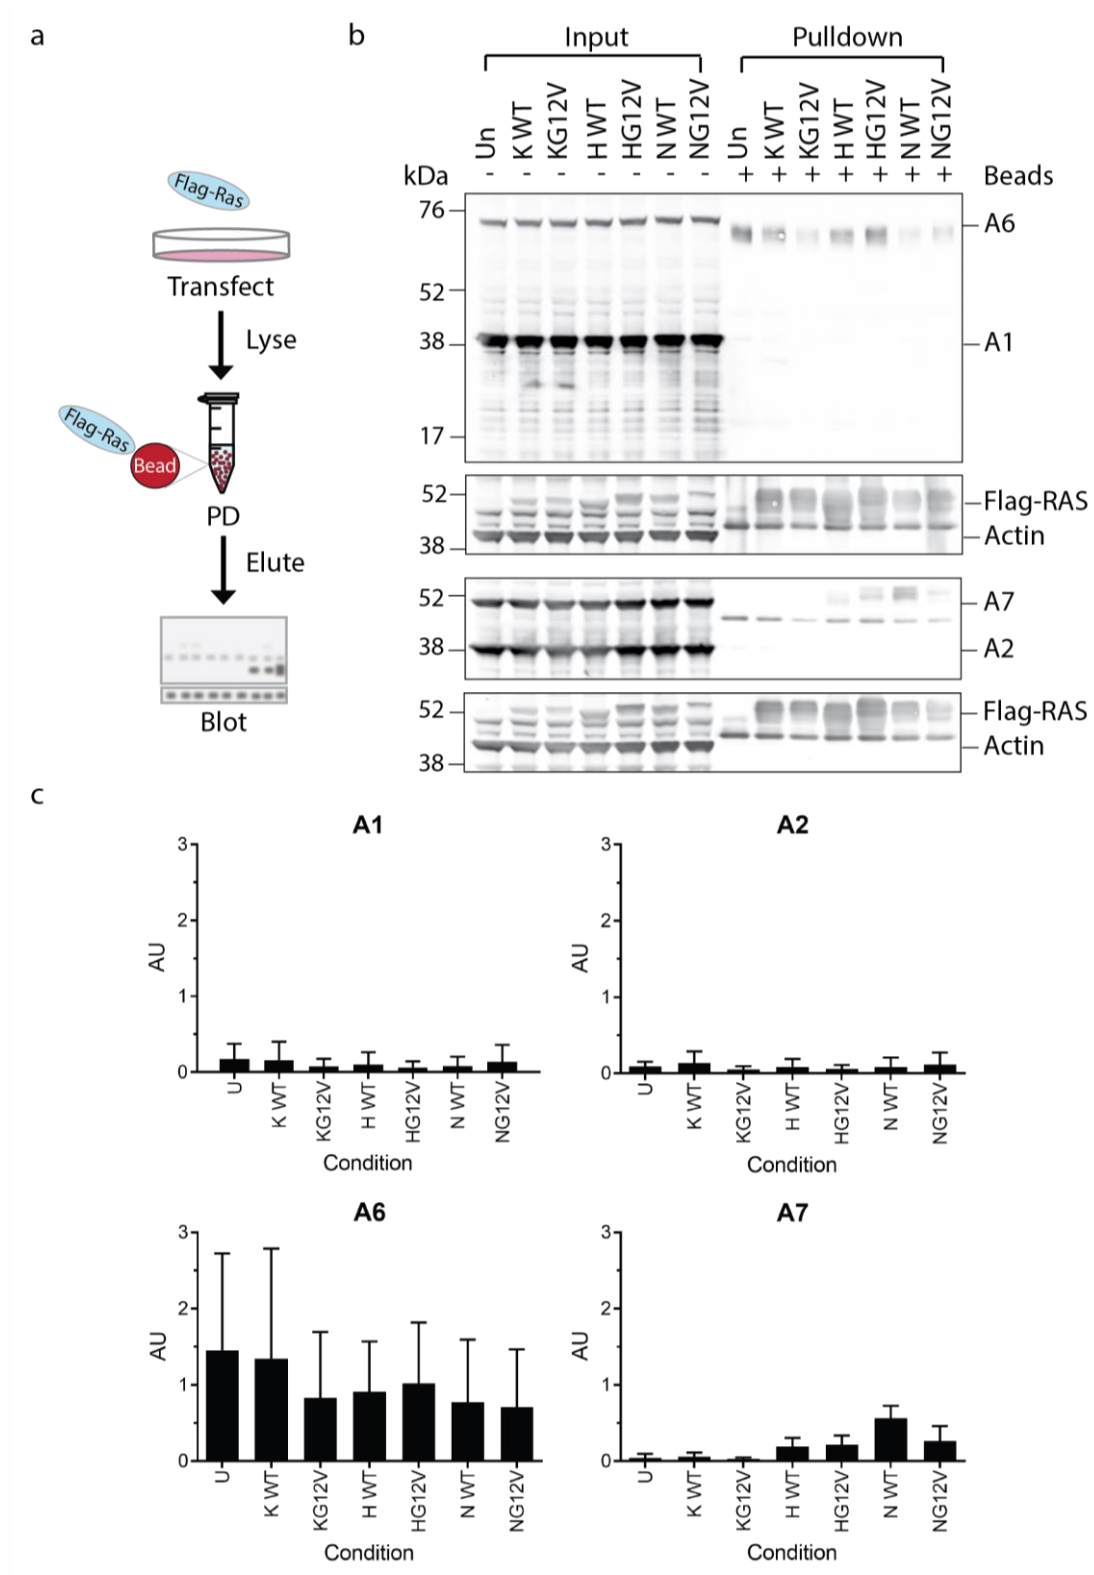 a
Flag-Ras
Transfect
Lyse
Flag-Ras
Bead
PD
Elute
Blot
b
Input Pulldown
Un K WT KG12V H WT HG12V N WT NG12V Un K WT KG12V H WT HG12V N WT NG12V
kDa - - - - - - - + + + + + + + Beads
76 A6
52
38 A1
17
52 Flag-RAS
38 Actin
52 A7
38 A2
52 Flag-RAS
38 Actin
c
A1
3
2
1
0
AU
U K WT KG12V H WT HG12V N WT NG12V
Condition
A2
3
2
1
0
AU
U K WT KG12V H WT HG12V N WT NG12V
Condition
A6
3
2
1
0
AU
U K WT KG12V H WT HG12V N WT NG12V
Condition
A7
3
2
1
0
AU
U K WT KG12V H WT HG12V N WT NG12V
Condition